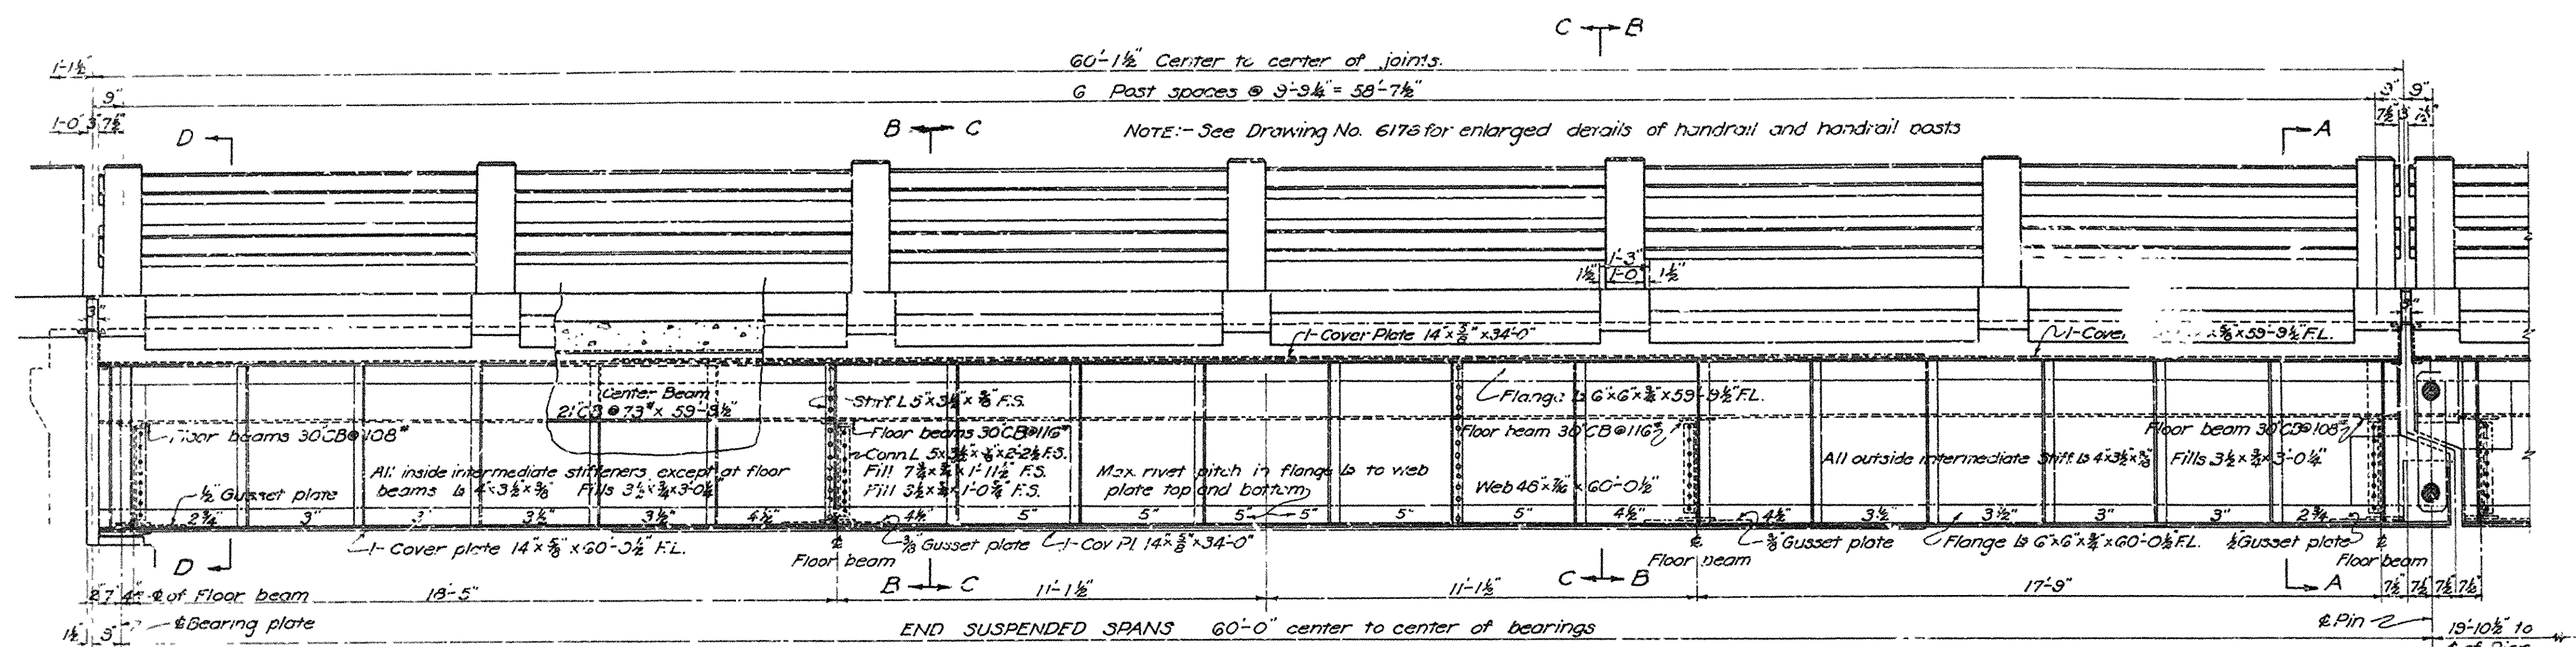 C B
1'-1½" 60'-1½" Center to center of joints.
9" 6 Post spaces @ 9'-9¼" = 58'-7½" 9" 9"
1'-0" 3" 7½" 7½" 3"
D B C NOTE:- See Drawing No. 6176 for enlarged details of handrail and handrail posts A
1'-3"
1½" 1'-0" 1½"
3"
1-Cover Plate 14"x⅝"x34'-0" 1-Cover x⅝"x59'-9½"F.L.
Center Beam
21"CB @ 73# x 59'-9½"
Stiff. L 5"x3½"x⅜" F.S.
Flange Ls 6"x6"x¾"x59'-9½"F.L.
Floor beams 30"CB@108#
Floor beams 30"CB@116#
Floor beam 30"CB@116#
Floor beam 30"CB@108#
Conn. L 5"x3½"
All inside intermediate stiffeners except at floor
beams Ls 4"x3½"x⅜" Fills 3½"x¾"x3'-0¼"
Fill 7¾"x¾"x1'-11½" F.S.
Fill 3½"x¾"x1'-0¾" F.S.
Max rivet pitch in flange Ls to web
plate top and bottom
Web 48"x7/16"x60'-0½"
All outside intermediate Stiff. Ls 4"x3½"x⅜" Fills 3½"x¾"x3'-0¼"
½" Gusset plate
2¾" 3" 3" 3½" 3½" 4½" 4½" 5" 5" 5" 5" 5" 5" 4½" 4½" 3½" 3½" 3" 3" 2¾"
1-Cover plate 14"x⅝"x60'-0½"F.L.
⅜" Gusset plate
1-Cov Pl. 14"x⅝"x34'-0"
⅜" Gusset plate
Flange Ls 6"x6"x¾"x60'-0½"F.L.
½" Gusset plate
Floor beam Floor beam Floor beam
D B C C B A
℄ of Floor beam 18'-5" 11'-1½" 11'-1½" 17'-9" 7½" 7½" 7½" 7½"
1½" 9" ℄ Bearing plate
END SUSPENDED SPANS 60'-0" center to center of bearings
℄ Pin 19'-10½" to